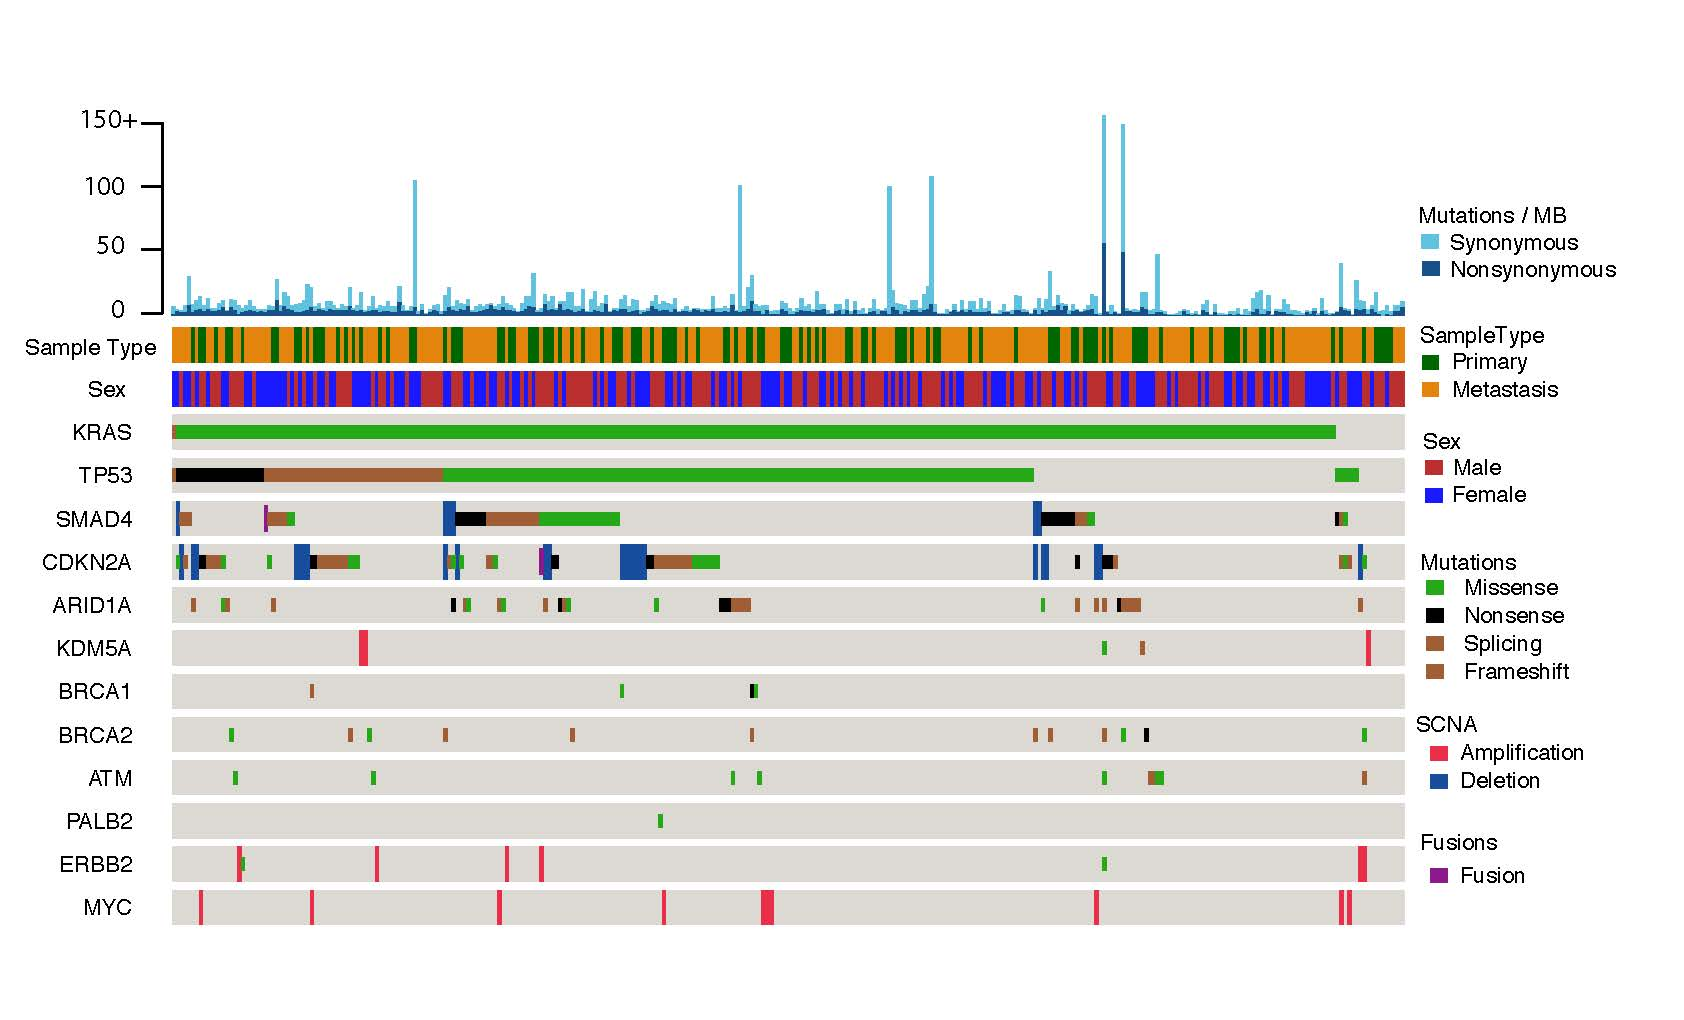 150+
100
50
0
Mutations / MB
Synonymous
Nonsynonymous
Sample Type
SampleType
Primary
Metastasis
Sex
KRAS
Sex
Male
Female
TP53
SMAD4
CDKN2A
Mutations
Missense
ARID1A
Nonsense
KDM5A
Splicing
Frameshift
BRCA1
BRCA2
SCNA
Amplification
ATM
Deletion
PALB2
ERBB2
Fusions
Fusion
MYC